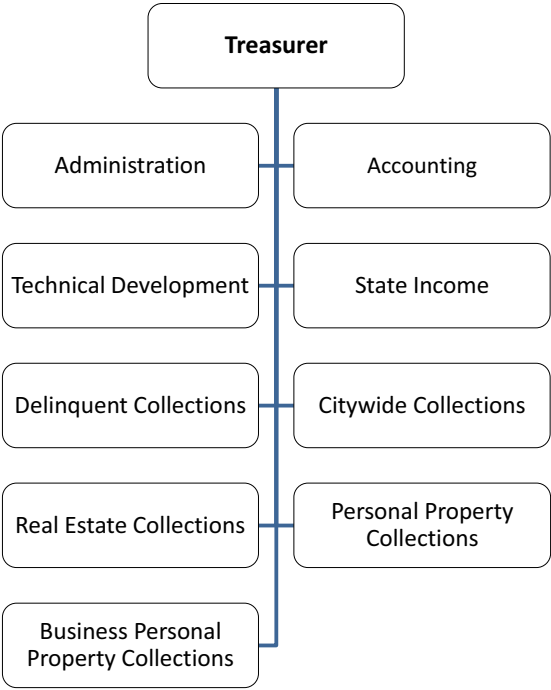 Treasurer
Administration
Accounting
Technical Development
State Income
Delinquent Collections
Citywide Collections
Real Estate Collections
Personal Property
Collections
Business Personal
Property Collections